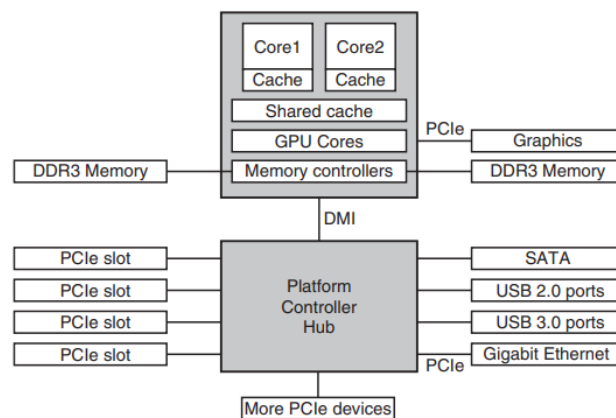 Core1
Core2
Cache
Cache
Shared cache
GPU Cores
PCIe
Graphics
DDR3 Memory
Memory controllers
DDR3 Memory
DMI
PCIe slot
PCIe slot
PCIe slot
PCIe slot
Platform
Controller
Hub
SATA
USB 2.0 ports
USB 3.0 ports
Gigabit Ethernet
PCIe
More PCIe devices